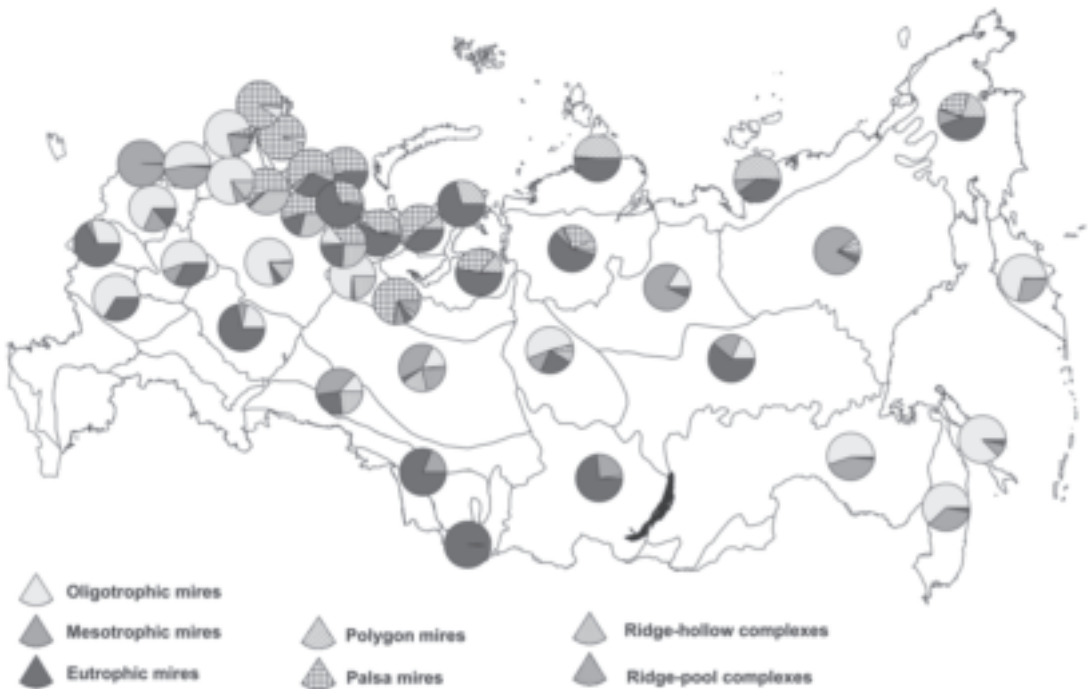 Oligotrophic mires
Mesotrophic mires
Eutrophic mires
Polygon mires
Palsa mires
Ridge-hollow complexes
Ridge-pool complexes